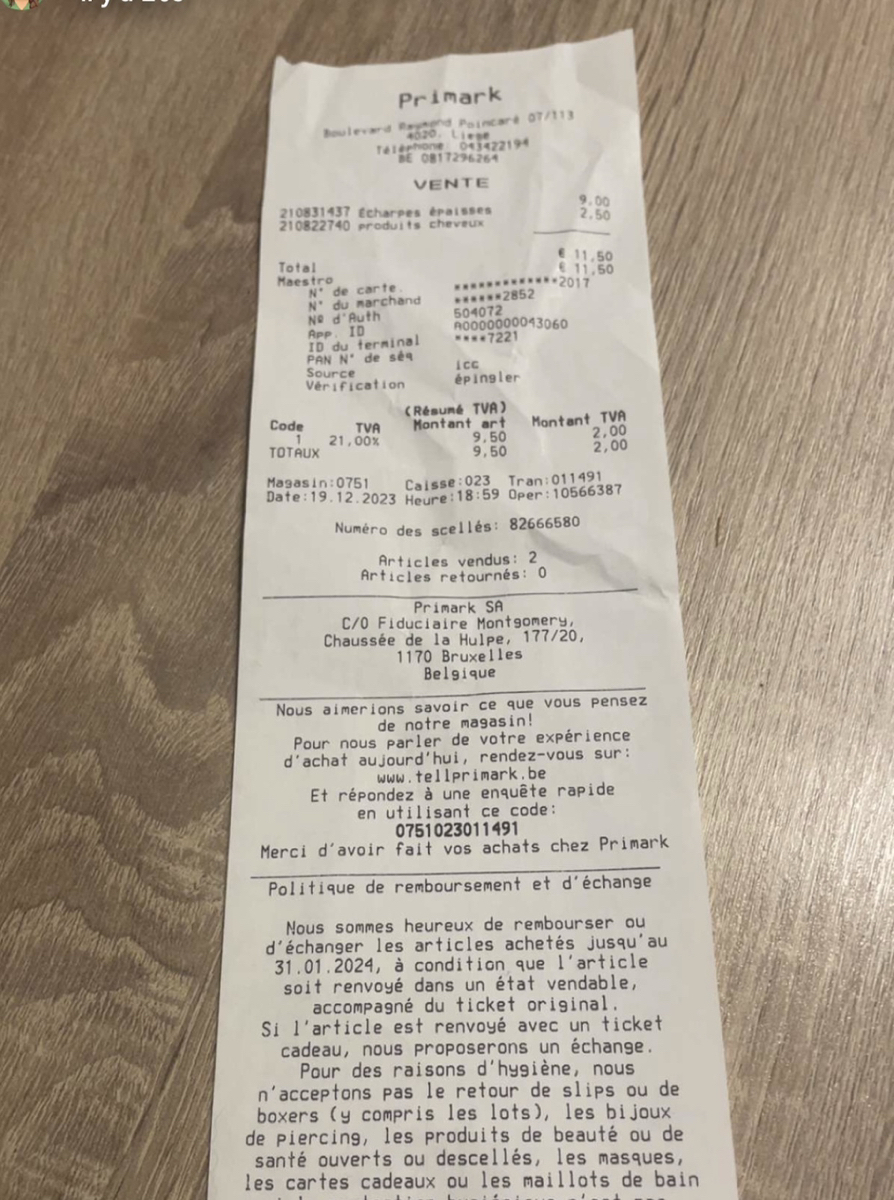 Primark
Boulevard Raymond Poincaré 07/113
4020. Liege
Téléphone: 043422194
BE 0817296264
VENTE
210831437 Écharpes épaisses 9.00
210822740 produits cheveux 2.50
Total € 11,50
Maestro € 11,50
N° de carte. *************2017
N° du marchand ******2852
Nº d'Auth 504072
App. ID A0000000043060
ID du terminal ****7221
PAN N° de séq
Source icc
Vérification épingler
(Résumé TVA)
Code TVA Montant art Montant TVA
1 21,00% 9,50 2,00
TOTAUX 9,50 2,00
Magasin:0751 Caisse:023 Tran:011491
Date:19.12.2023 Heure:18:59 Oper:10566387
Numéro des scellés: 82666580
Articles vendus: 2
Articles retournés: 0
Primark SA
C/O Fiduciaire Montgomery,
Chaussée de la Hulpe, 177/20,
1170 Bruxelles
Belgique
Nous aimerions savoir ce que vous pensez
de notre magasin!
Pour nous parler de votre expérience
d'achat aujourd'hui, rendez-vous sur:
www.tellprimark.be
Et répondez à une enquête rapide
en utilisant ce code:
0751023011491
Merci d'avoir fait vos achats chez Primark
Politique de remboursement et d'échange
Nous sommes heureux de rembourser ou
d'échanger les articles achetés jusqu'au
31.01.2024, à condition que l'article
soit renvoyé dans un état vendable,
accompagné du ticket original.
Si l'article est renvoyé avec un ticket
cadeau, nous proposerons un échange.
Pour des raisons d'hygiène, nous
n'acceptons pas le retour de slips ou de
boxers (y compris les lots), les bijoux
de piercing, les produits de beauté ou de
santé ouverts ou descellés, les masques,
les cartes cadeaux ou les maillots de bain